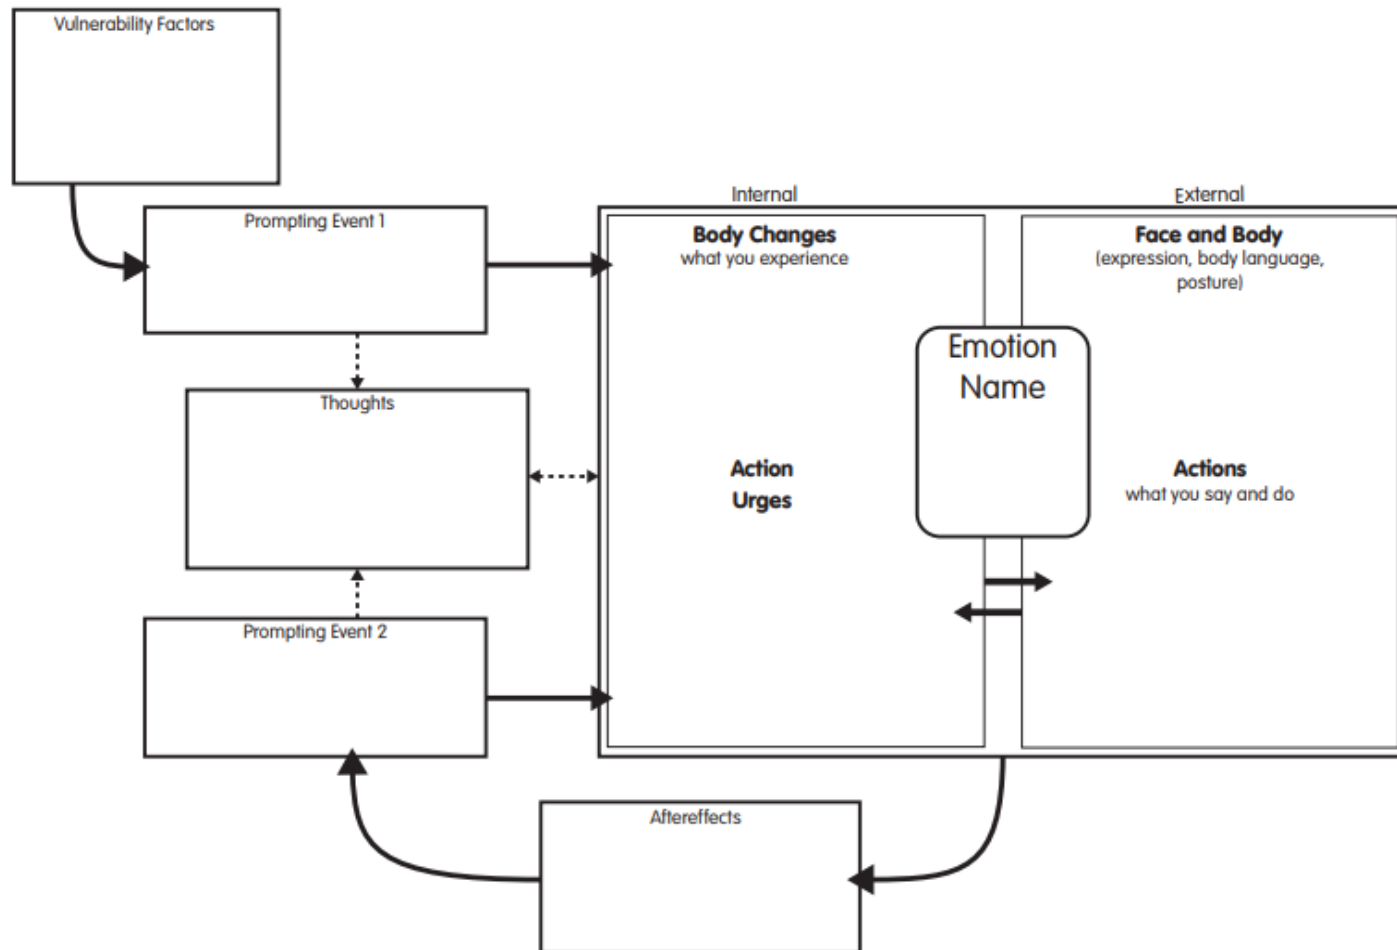 Vulnerability Factors
Prompting Event 1
Thoughts
Prompting Event 2
Internal
Body Changes
what you experience
Action
Urges
Emotion
Name
External
Face and Body
(expression, body language,
posture)
Actions
what you say and do
Aftereffects